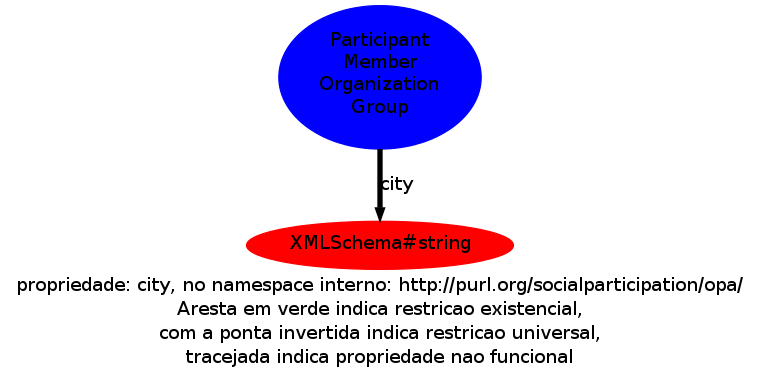 Participant
Member
Organization
Group
city
XMLSchema#string
propriedade: city, no namespace interno: http://purl.org/socialparticipation/opa/
Aresta em verde indica restricao existencial,
com a ponta invertida indica restricao universal,
tracejada indica propriedade nao funcional